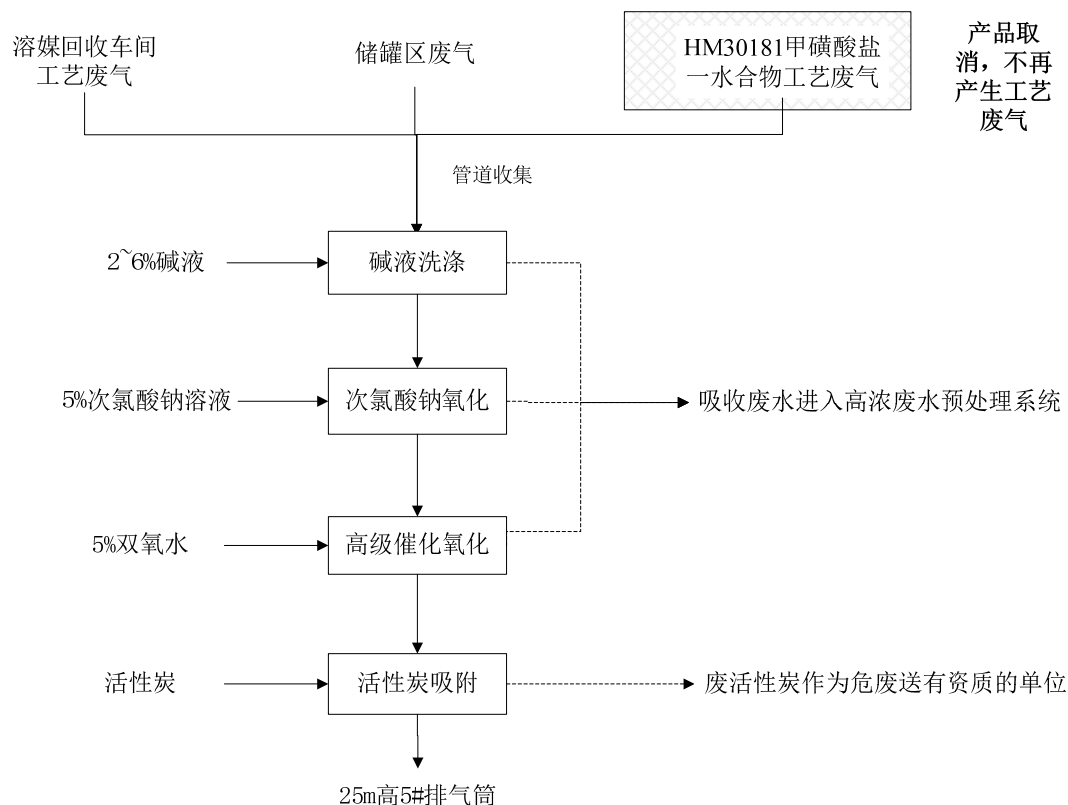 溶媒回收车间
工艺废气
储罐区废气
HM30181甲磺酸盐
一水合物工艺废气
产品取
消，不再
产生工艺
废气
管道收集
2~6%碱液
碱液洗涤
5%次氯酸钠溶液
次氯酸钠氧化
吸收废水进入高浓废水预处理系统
5%双氧水
高级催化氧化
活性炭
活性炭吸附
废活性炭作为危废送有资质的单位
25m高5#排气筒